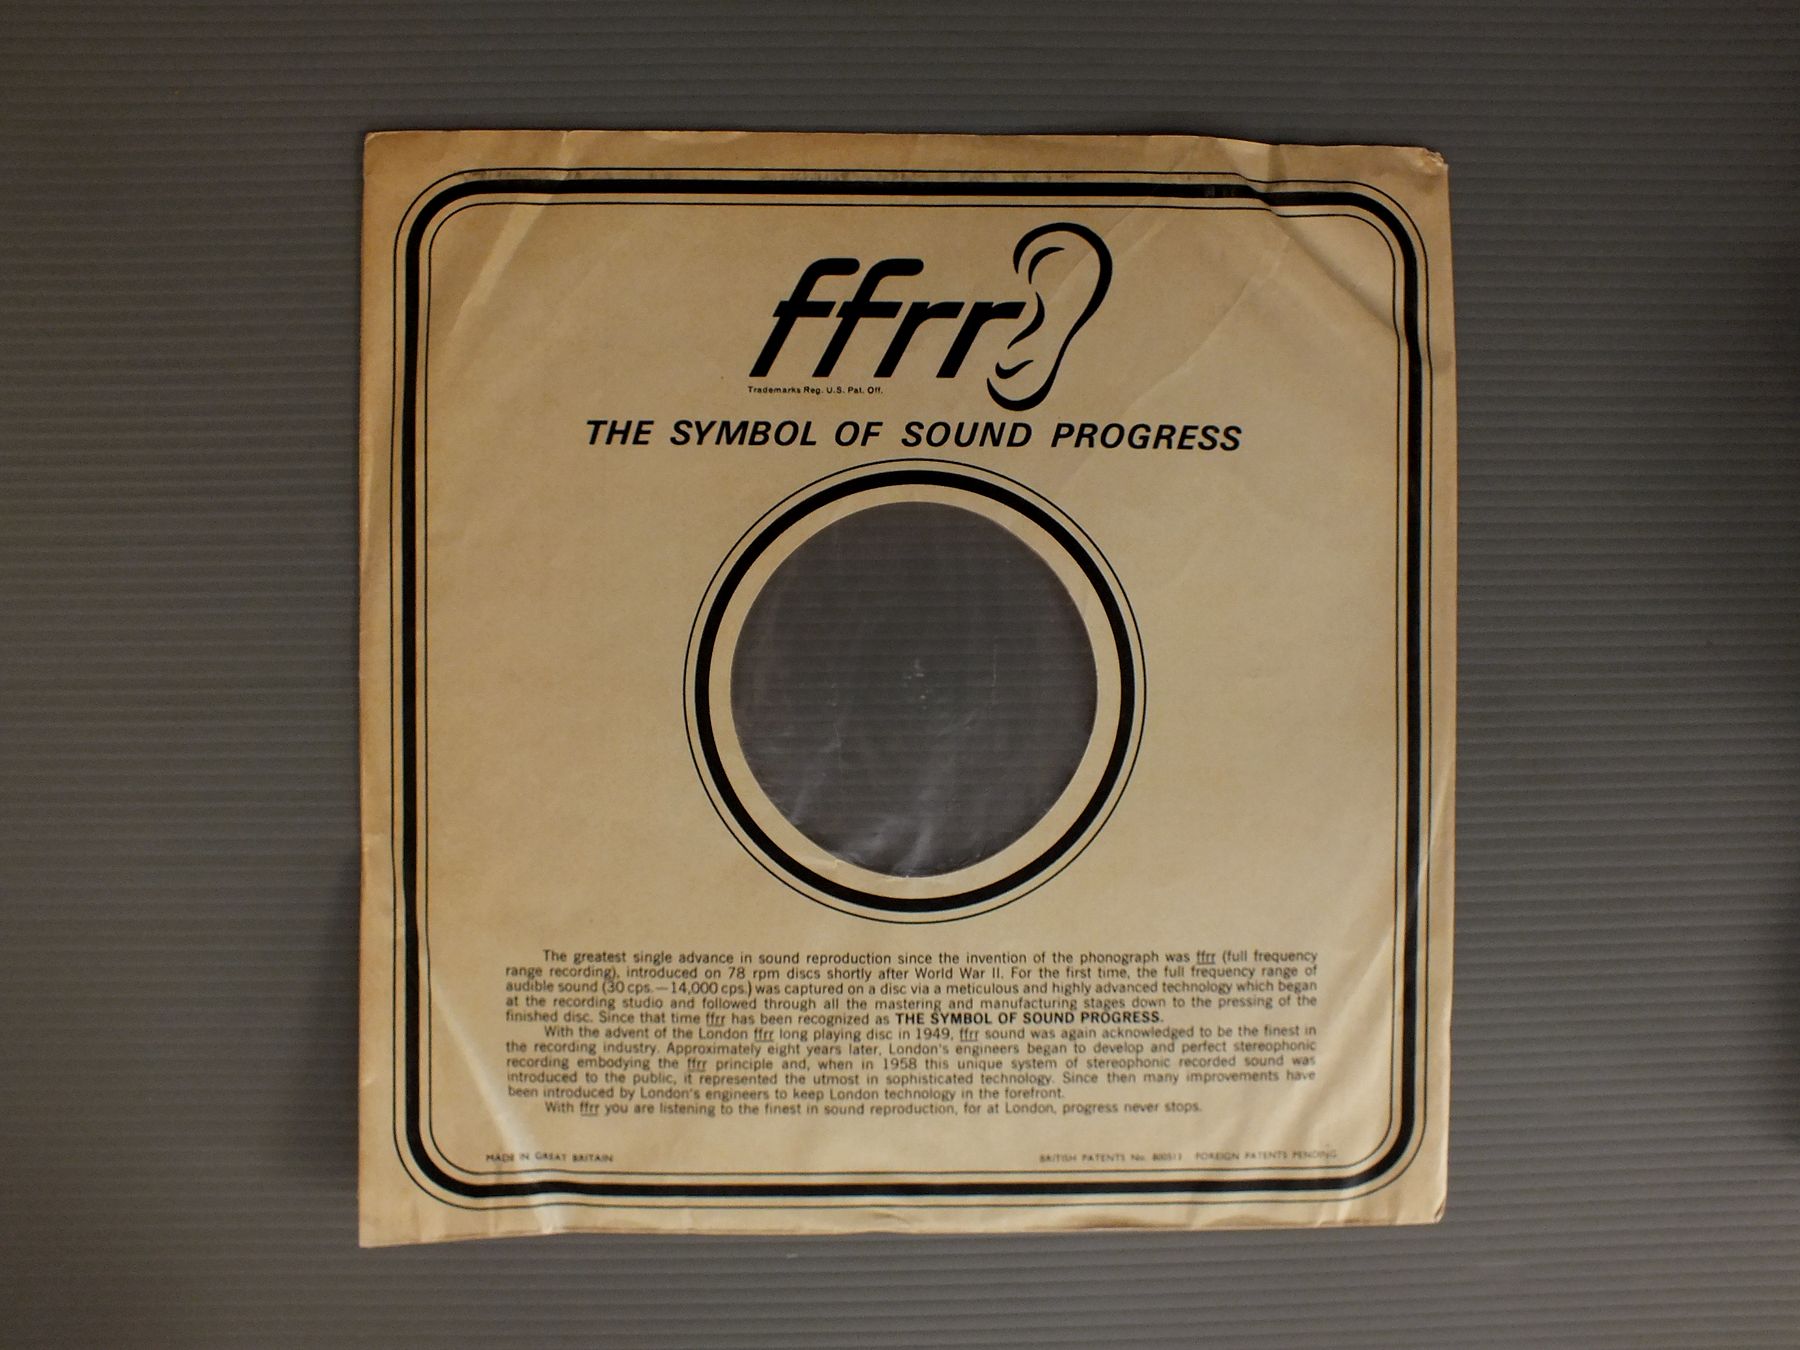 ffrr
Trademarks Reg. U.S. Pat. Off.
THE SYMBOL OF SOUND PROGRESS
The greatest single advance in sound reproduction since the invention of the phonograph was ffrr (full frequency
range recording), introduced on 78 rpm discs shortly after World War II. For the first time, the full frequency range of
audible sound (30 cps.—14,000 cps.) was captured on a disc via a meticulous and highly advanced technology which began
at the recording studio and followed through all the mastering and manufacturing stages down to the pressing of the
finished disc. Since that time ffrr has been recognized as THE SYMBOL OF SOUND PROGRESS.
With the advent of the London ffrr long playing disc in 1949, ffrr sound was again acknowledged to be the finest in
the recording industry. Approximately eight years later, London's engineers began to develop and perfect stereophonic
recording embodying the ffrr principle and, when in 1958 this unique system of stereophonic recorded sound was
introduced to the public, it represented the utmost in sophisticated technology. Since then many improvements have
been introduced by London's engineers to keep London technology in the forefront.
With ffrr you are listening to the finest in sound reproduction, for at London, progress never stops.
MADE IN GREAT BRITAIN
BRITISH PATENTS No. FOREIGN PATENTS PENDING